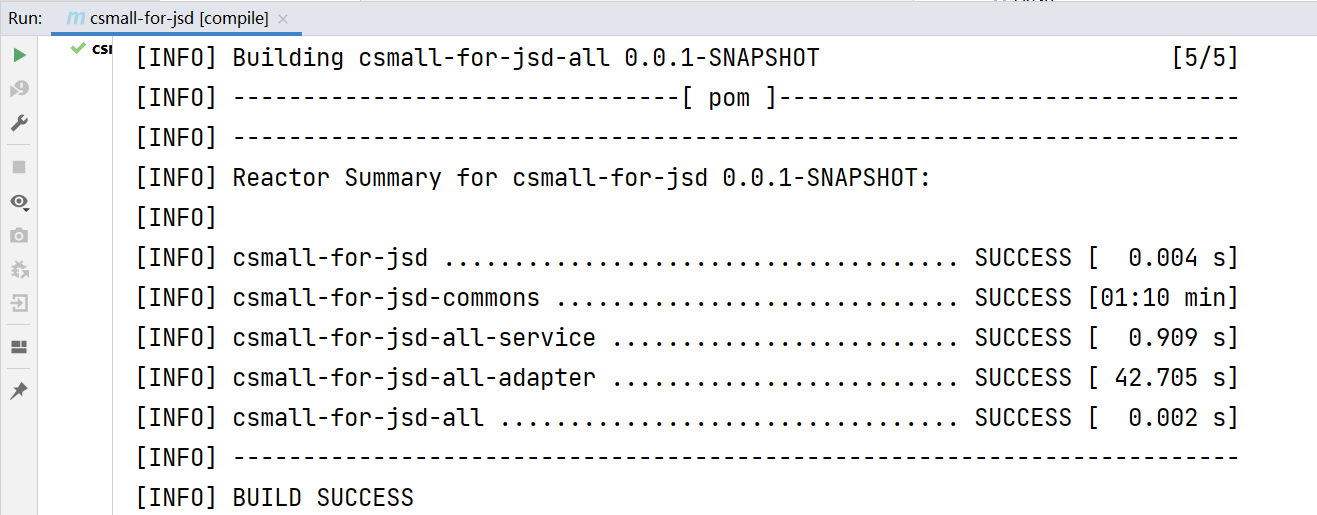 Run: m csmall-for-jsd [compile] ×
[INFO] Building csmall-for-jsd-all 0.0.1-SNAPSHOT                         [5/5]
[INFO] --------------------------------[ pom ]---------------------------------
[INFO] ------------------------------------------------------------------------
[INFO] Reactor Summary for csmall-for-jsd 0.0.1-SNAPSHOT:
[INFO]
[INFO] csmall-for-jsd ..................................... SUCCESS [  0.004 s]
[INFO] csmall-for-jsd-commons ............................. SUCCESS [01:10 min]
[INFO] csmall-for-jsd-all-service ......................... SUCCESS [  0.909 s]
[INFO] csmall-for-jsd-all-adapter ......................... SUCCESS [ 42.705 s]
[INFO] csmall-for-jsd-all ................................. SUCCESS [  0.002 s]
[INFO] ------------------------------------------------------------------------
[INFO] BUILD SUCCESS